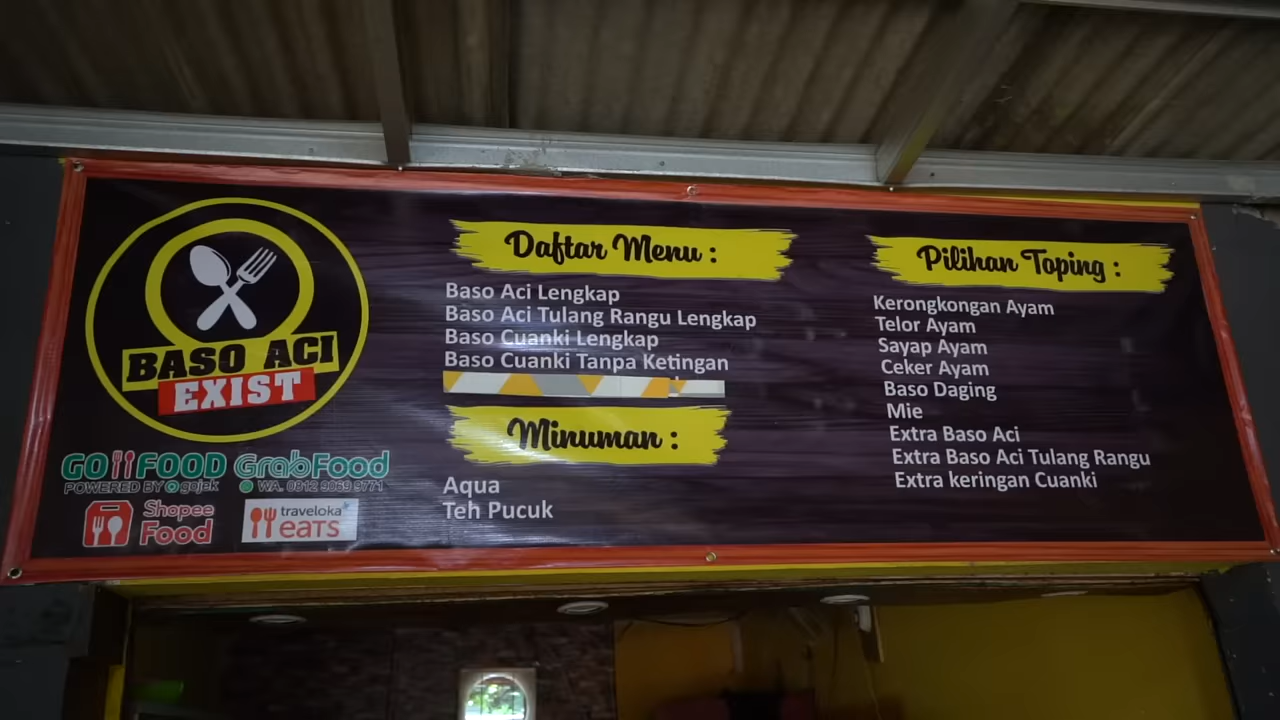 BASO ACI
EXIST
GO FOOD
POWERED BY gojek
GrabFood
WA. 0812 9069 9771
Shopee
Food
traveloka
eats
Daftar Menu :
Baso Aci Lengkap
Baso Aci Tulang Rangu Lengkap
Baso Cuanki Lengkap
Baso Cuanki Tanpa Ketingan
Minuman :
Aqua
Teh Pucuk
Pilihan Toping :
Kerongkongan Ayam
Telor Ayam
Sayap Ayam
Ceker Ayam
Baso Daging
Mie
Extra Baso Aci
Extra Baso Aci Tulang Rangu
Extra keringan Cuanki